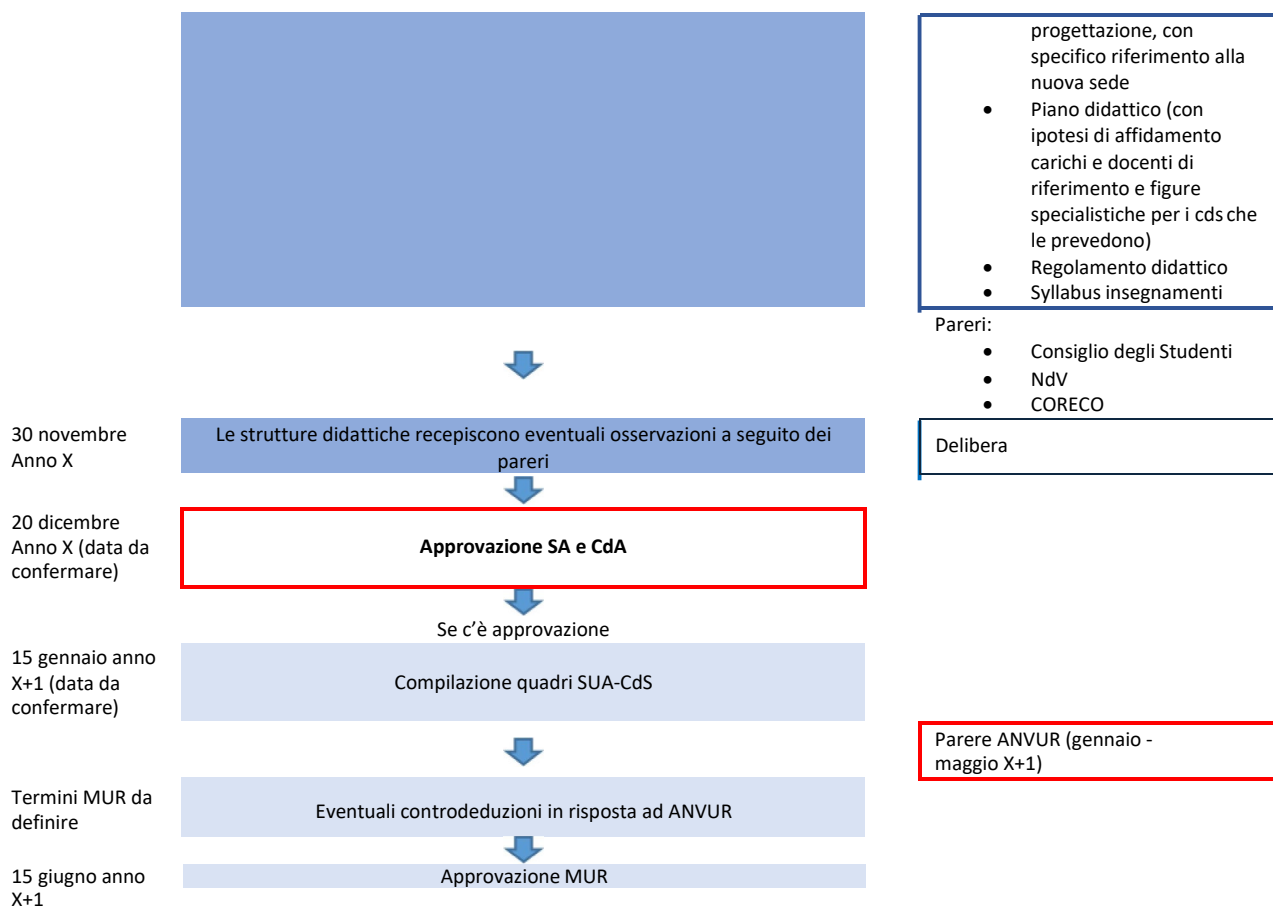 progettazione, con
specifico riferimento alla
nuova sede
• Piano didattico (con
ipotesi di affidamento
carichi e docenti di
riferimento e figure
specialistiche per i cds che
le prevedono)
• Regolamento didattico
• Syllabus insegnamenti
Pareri:
• Consiglio degli Studenti
• NdV
• CORECO
30 novembre
Anno X
Le strutture didattiche recepiscono eventuali osservazioni a seguito dei
pareri
Delibera
20 dicembre
Anno X (data da
confermare)
Approvazione SA e CdA
Se c’è approvazione
15 gennaio anno
X+1 (data da
confermare)
Compilazione quadri SUA-CdS
Parere ANVUR (gennaio -
maggio X+1)
Termini MUR da
definire
Eventuali controdeduzioni in risposta ad ANVUR
15 giugno anno
X+1
Approvazione MUR